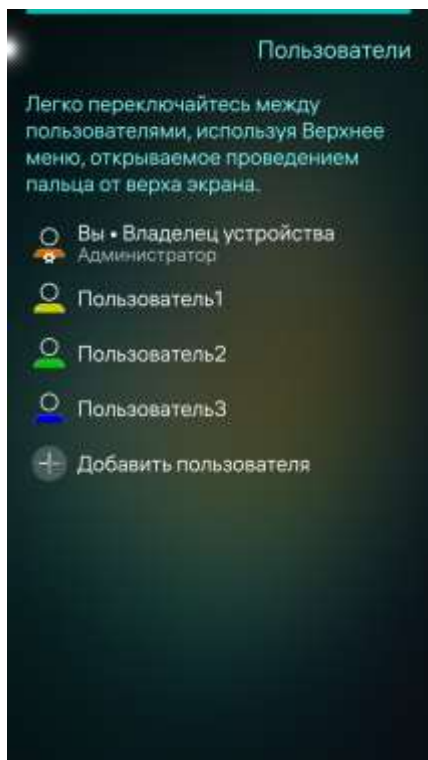 Пользователи
Легко переключайтесь между
пользователями, используя Верхнее
меню, открываемое проведением
пальца от верха экрана.
Вы • Владелец устройства
Администратор
Пользователь1
Пользователь2
Пользователь3
Добавить пользователя